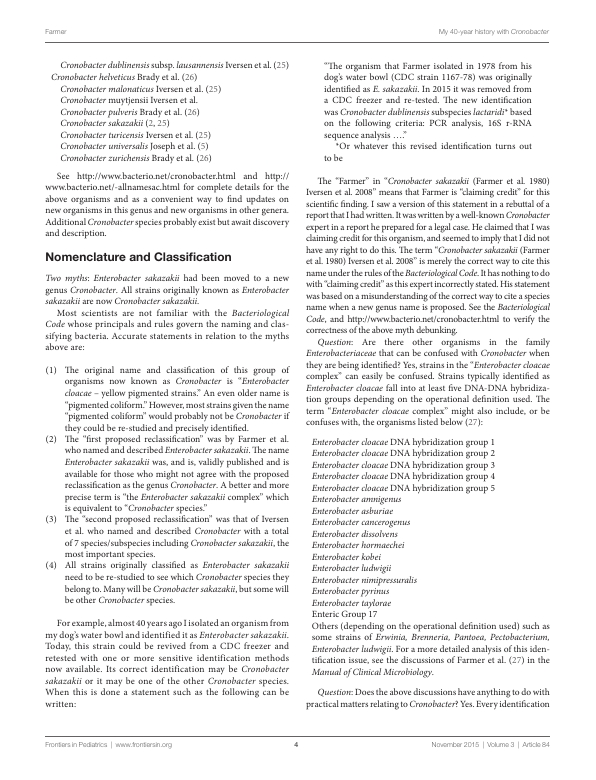 Farmer
My 40-year history with Cronobacter
Cronobacter dublinensis subsp. lausannensis Iversen et al. (25)
Cronobacter helveticus Brady et al. (26)
Cronobacter malonaticus Iversen et al. (25)
Cronobacter muytjensii Iversen et al.
Cronobacter pulveris Brady et al. (26)
Cronobacter sakazakii (2, 25)
Cronobacter turicensis Iversen et al. (25)
Cronobacter universalis Joseph et al. (5)
Cronobacter zurichensis Brady et al. (26)
See http://www.bacterio.net/cronobacter.html and http://
www.bacterio.net/-allnamesac.html for complete details for the
above organisms and as a convenient way to find updates on
new organisms in this genus and new organisms in other genera.
Additional Cronobacter species probably exist but await discovery
and description.
Nomenclature and Classification
Two myths: Enterobacter sakazakii had been moved to a new
genus Cronobacter. All strains originally known as Enterobacter
sakazakii are now Cronobacter sakazakii.
Most scientists are not familiar with the Bacteriological
Code whose principals and rules govern the naming and clas-
sifying bacteria. Accurate statements in relation to the myths
above are:
(1) The original name and classification of this group of
organisms now known as Cronobacter is “Enterobacter
cloacae – yellow pigmented strains.” An even older name is
“pigmented coliform.” However, most strains given the name
“pigmented coliform” would probably not be Cronobacter if
they could be re-studied and precisely identified.
(2) The “first proposed reclassification” was by Farmer et al.
who named and described Enterobacter sakazakii. The name
Enterobacter sakazakii was, and is, validly published and is
available for those who might not agree with the proposed
reclassification as the genus Cronobacter. A better and more
precise term is “the Enterobacter sakazakii complex” which
is equivalent to “Cronobacter species.”
(3) The “second proposed reclassification” was that of Iversen
et al. who named and described Cronobacter with a total
of 7 species/subspecies including Cronobacter sakazakii, the
most important species.
(4) All strains originally classified as Enterobacter sakazakii
need to be re-studied to see which Cronobacter species they
belong to. Many will be Cronobacter sakazakii, but some will
be other Cronobacter species.
For example, almost 40 years ago I isolated an organism from
my dog’s water bowl and identified it as Enterobacter sakazakii.
Today, this strain could be revived from a CDC freezer and
retested with one or more sensitive identification methods
now available. Its correct identification may be Cronobacter
sakazakii or it may be one of the other Cronobacter species.
When this is done a statement such as the following can be
written:
“The organism that Farmer isolated in 1978 from his
dog’s water bowl (CDC strain 1167-78) was originally
identified as E. sakazakii. In 2015 it was removed from
a CDC freezer and re-tested. The new identification
was Cronobacter dublinensis subspecies lactaridi* based
on the following criteria: PCR analysis, 16S r-RNA
sequence analysis ….”
*Or whatever this revised identification turns out
to be
The “Farmer” in “Cronobacter sakazakii (Farmer et al. 1980)
Iversen et al. 2008” means that Farmer is “claiming credit” for this
scientific finding. I saw a version of this statement in a rebuttal of a
report that I had written. It was written by a well-known Cronobacter
expert in a report he prepared for a legal case. He claimed that I was
claiming credit for this organism, and seemed to imply that I did not
have any right to do this. The term “Cronobacter sakazakii (Farmer
et al. 1980) Iversen et al. 2008” is merely the correct way to cite this
name under the rules of the Bacteriological Code. It has nothing to do
with “claiming credit” as this expert incorrectly stated. His statement
was based on a misunderstanding of the correct way to cite a species
name when a new genus name is proposed. See the Bacteriological
Code, and http://www.bacterio.net/cronobacter.html to verify the
correctness of the above myth debunking.
Question: Are there other organisms in the family
Enterobacteriaceae that can be confused with Cronobacter when
they are being identified? Yes, strains in the “Enterobacter cloacae
complex” can easily be confused. Strains typically identified as
Enterobacter cloacae fall into at least five DNA-DNA hybridiza-
tion groups depending on the operational definition used. The
term “Enterobacter cloacae complex” might also include, or be
confuses with, the organisms listed below (27):
Enterobacter cloacae DNA hybridization group 1
Enterobacter cloacae DNA hybridization group 2
Enterobacter cloacae DNA hybridization group 3
Enterobacter cloacae DNA hybridization group 4
Enterobacter cloacae DNA hybridization group 5
Enterobacter amnigenus
Enterobacter asburiae
Enterobacter cancerogenus
Enterobacter dissolvens
Enterobacter hormaechei
Enterobacter kobei
Enterobacter ludwigii
Enterobacter nimipressuralis
Enterobacter pyrinus
Enterobacter taylorae
Enteric Group 17
Others (depending on the operational definition used) such as
some strains of Erwinia, Brenneria, Pantoea, Pectobacterium,
Enterobacter ludwigii. For a more detailed analysis of this iden-
tification issue, see the discussions of Farmer et al. (27) in the
Manual of Clinical Microbiology.
Question: Does the above discussions have anything to do with
practical matters relating to Cronobacter? Yes. Every identification
Frontiers in Pediatrics | www.frontiersin.org
4
November 2015 | Volume 3 | Article 84